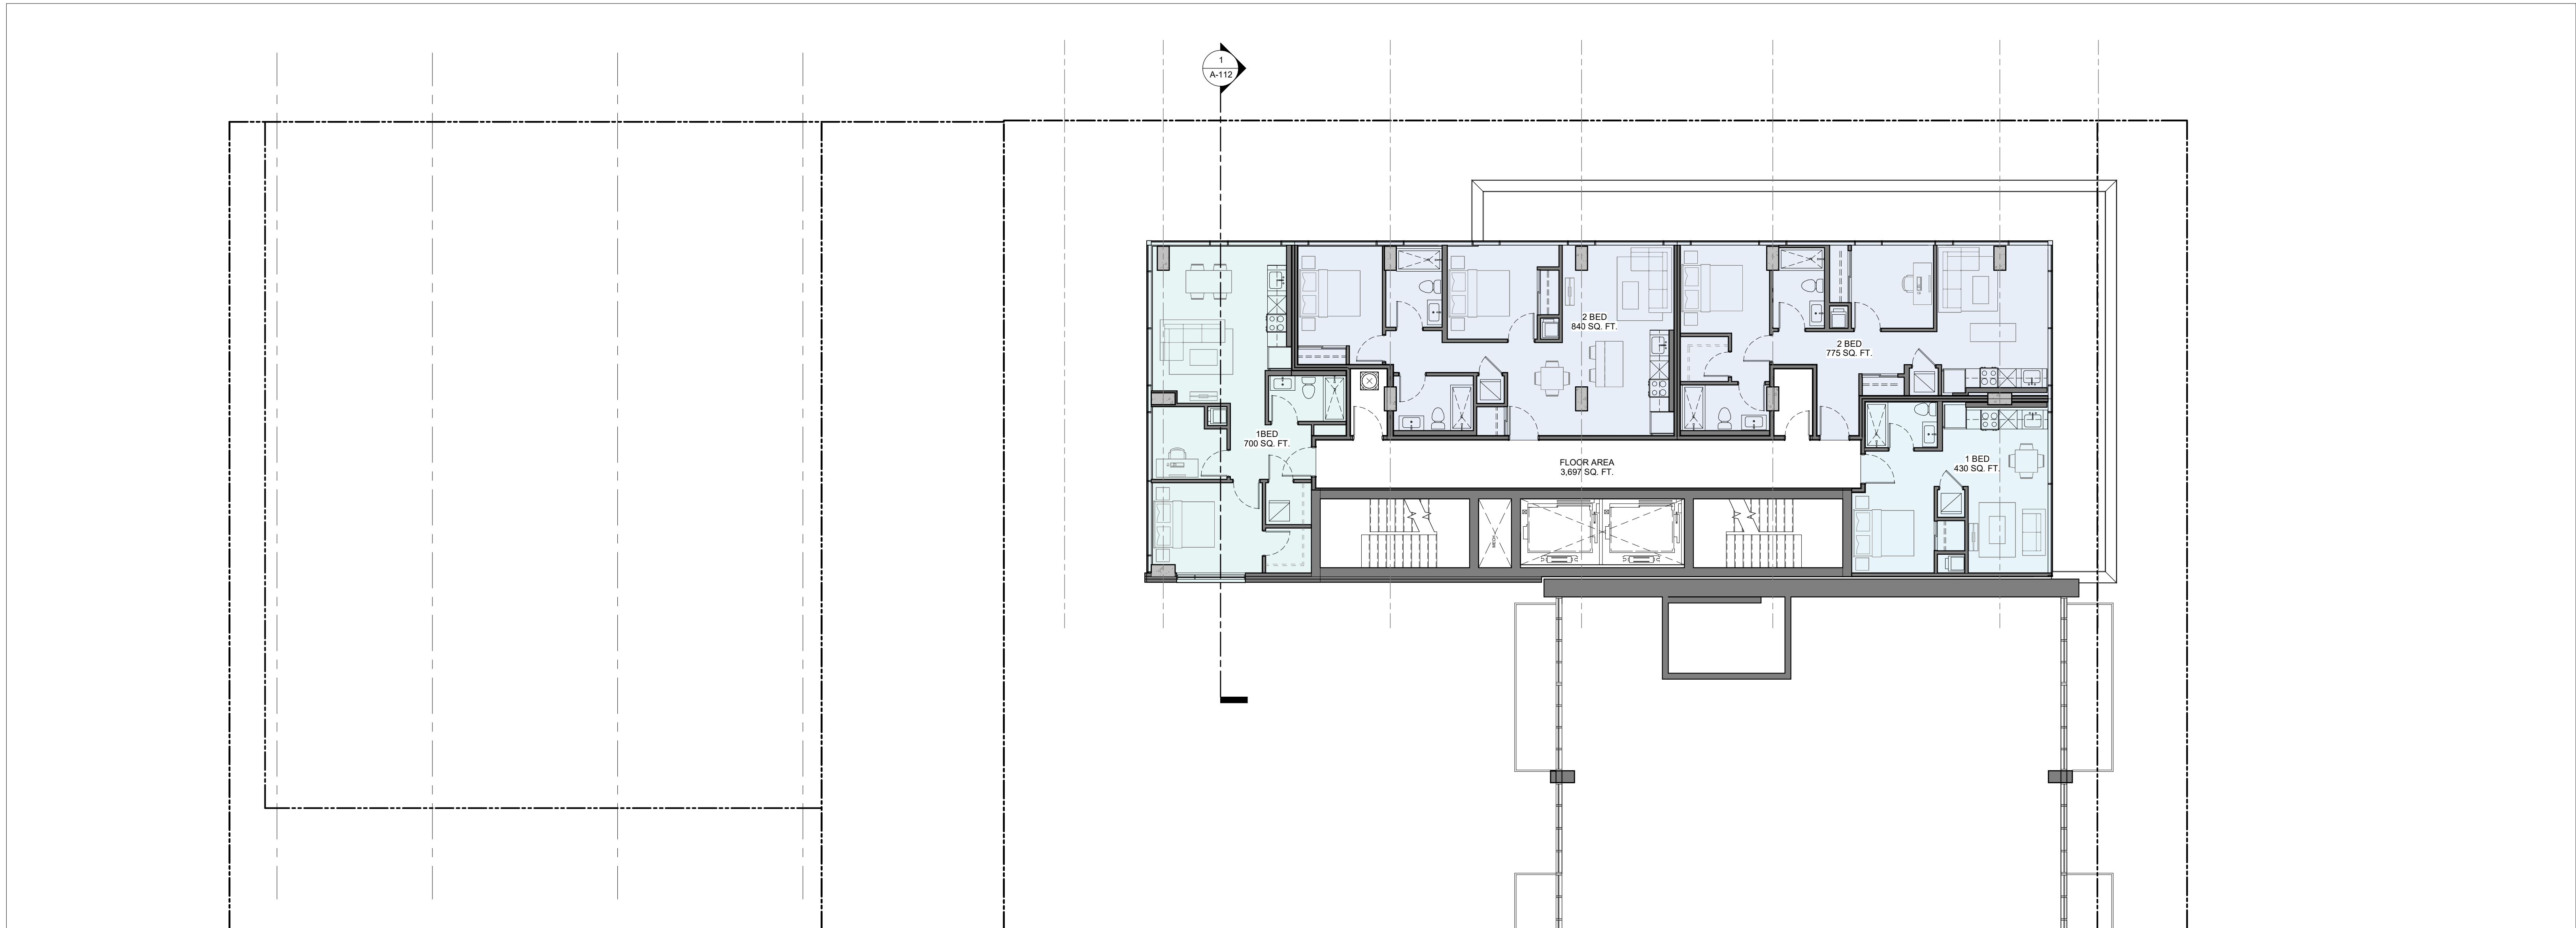 1
A-112
2 BED
840 SQ. FT.
2 BED
775 SQ. FT.
1BED
700 SQ. FT.
FLOOR AREA
3,697 SQ. FT.
1 BED
430 SQ. FT.
MECH